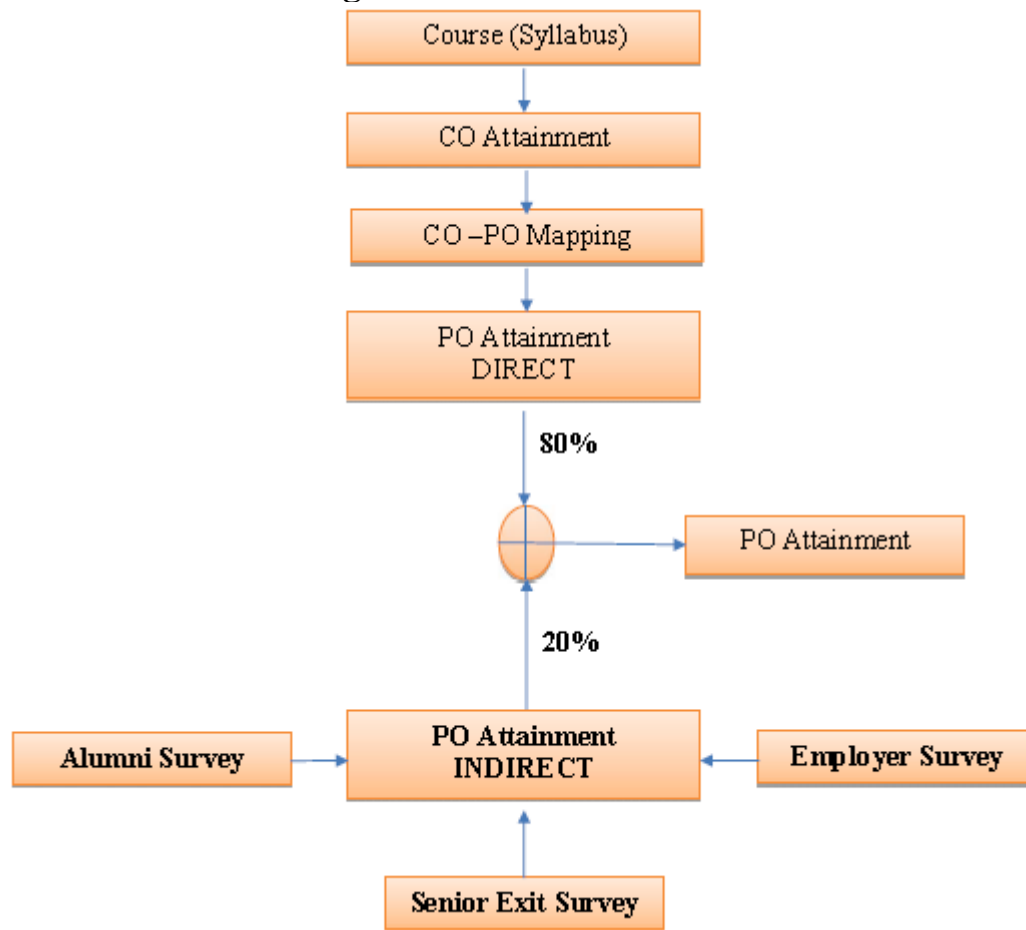 Course (Syllabus)
CO Attainment
CO –PO Mapping
PO Attainment
DIRECT
80%
PO Attainment
20%
PO Attainment
INDIRECT
Alumni Survey
Employer Survey
Senior Exit Survey